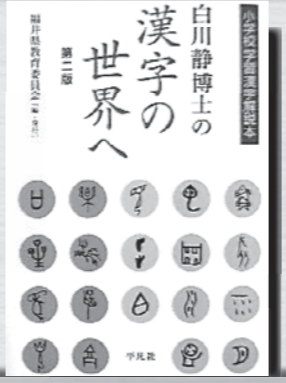 小学校学習漢字解説本
白川静博士の
漢字の
世界へ
第二版
福井県教育委員会
平凡社